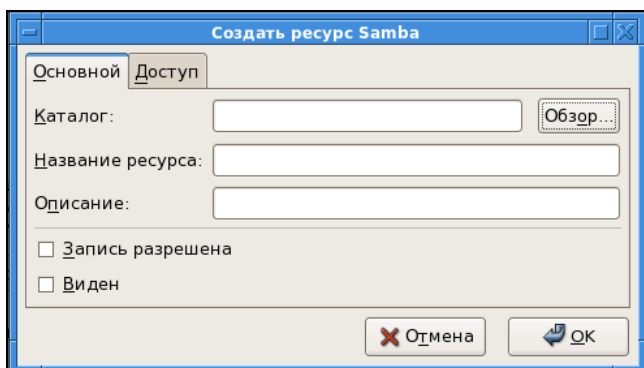 Создать ресурс Samba
Основной Доступ
Каталог: Обзор...
Название ресурса:
Описание:
Запись разрешена
Виден
Отмена OK